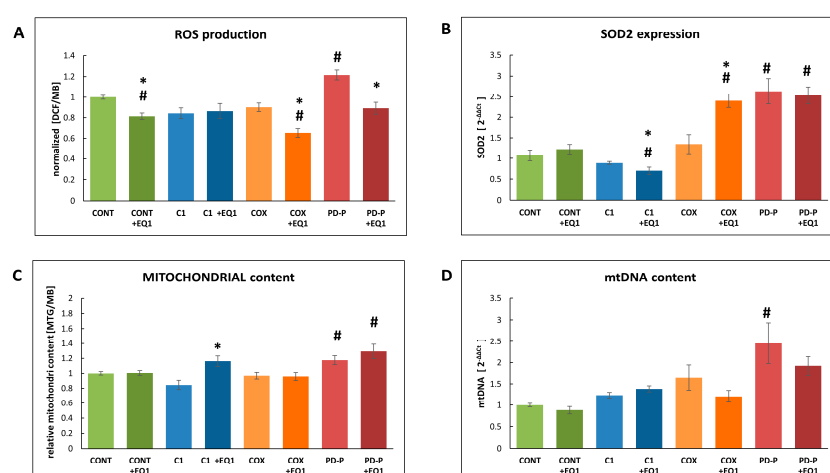 A
ROS production
normalized [DCF/NB]
1.4
1.2
1
0.8
0.6
0.4
0.2
0
*
#
*
#
#
*
CONT
CONT +EQ1
C1
C1 +EQ1
COX
COX +EQ1
PD-P
PD-P +EQ1
B
SOD2 expression
SOD2 [ 2^-ΔΔCt ]
3.5
3
2.5
2
1.5
1
0.5
0
*
#
*
#
#
#
CONT
CONT +EQ1
C1
C1 +EQ1
COX
COX +EQ1
PD-P
PD-P +EQ1
C
MITOCHONDRIAL content
relative mitochondri contert [MTG/MB]
2
1.8
1.6
1.4
1.2
1
0.8
0.6
0.4
0.2
0
*
#
#
CONT
CONT +EQ1
C1
C1 +EQ1
COX
COX +EQ1
PD-P
PD-P +EQ1
D
mtDNA content
mtDNA [ 2^-ΔΔCt ]
3.5
3
2.5
2
1.5
1
0.5
0
#
CONT
CONT +EQ1
C1
C1 +EQ1
COX
COX +EQ1
PD-P
PD-P +EQ1